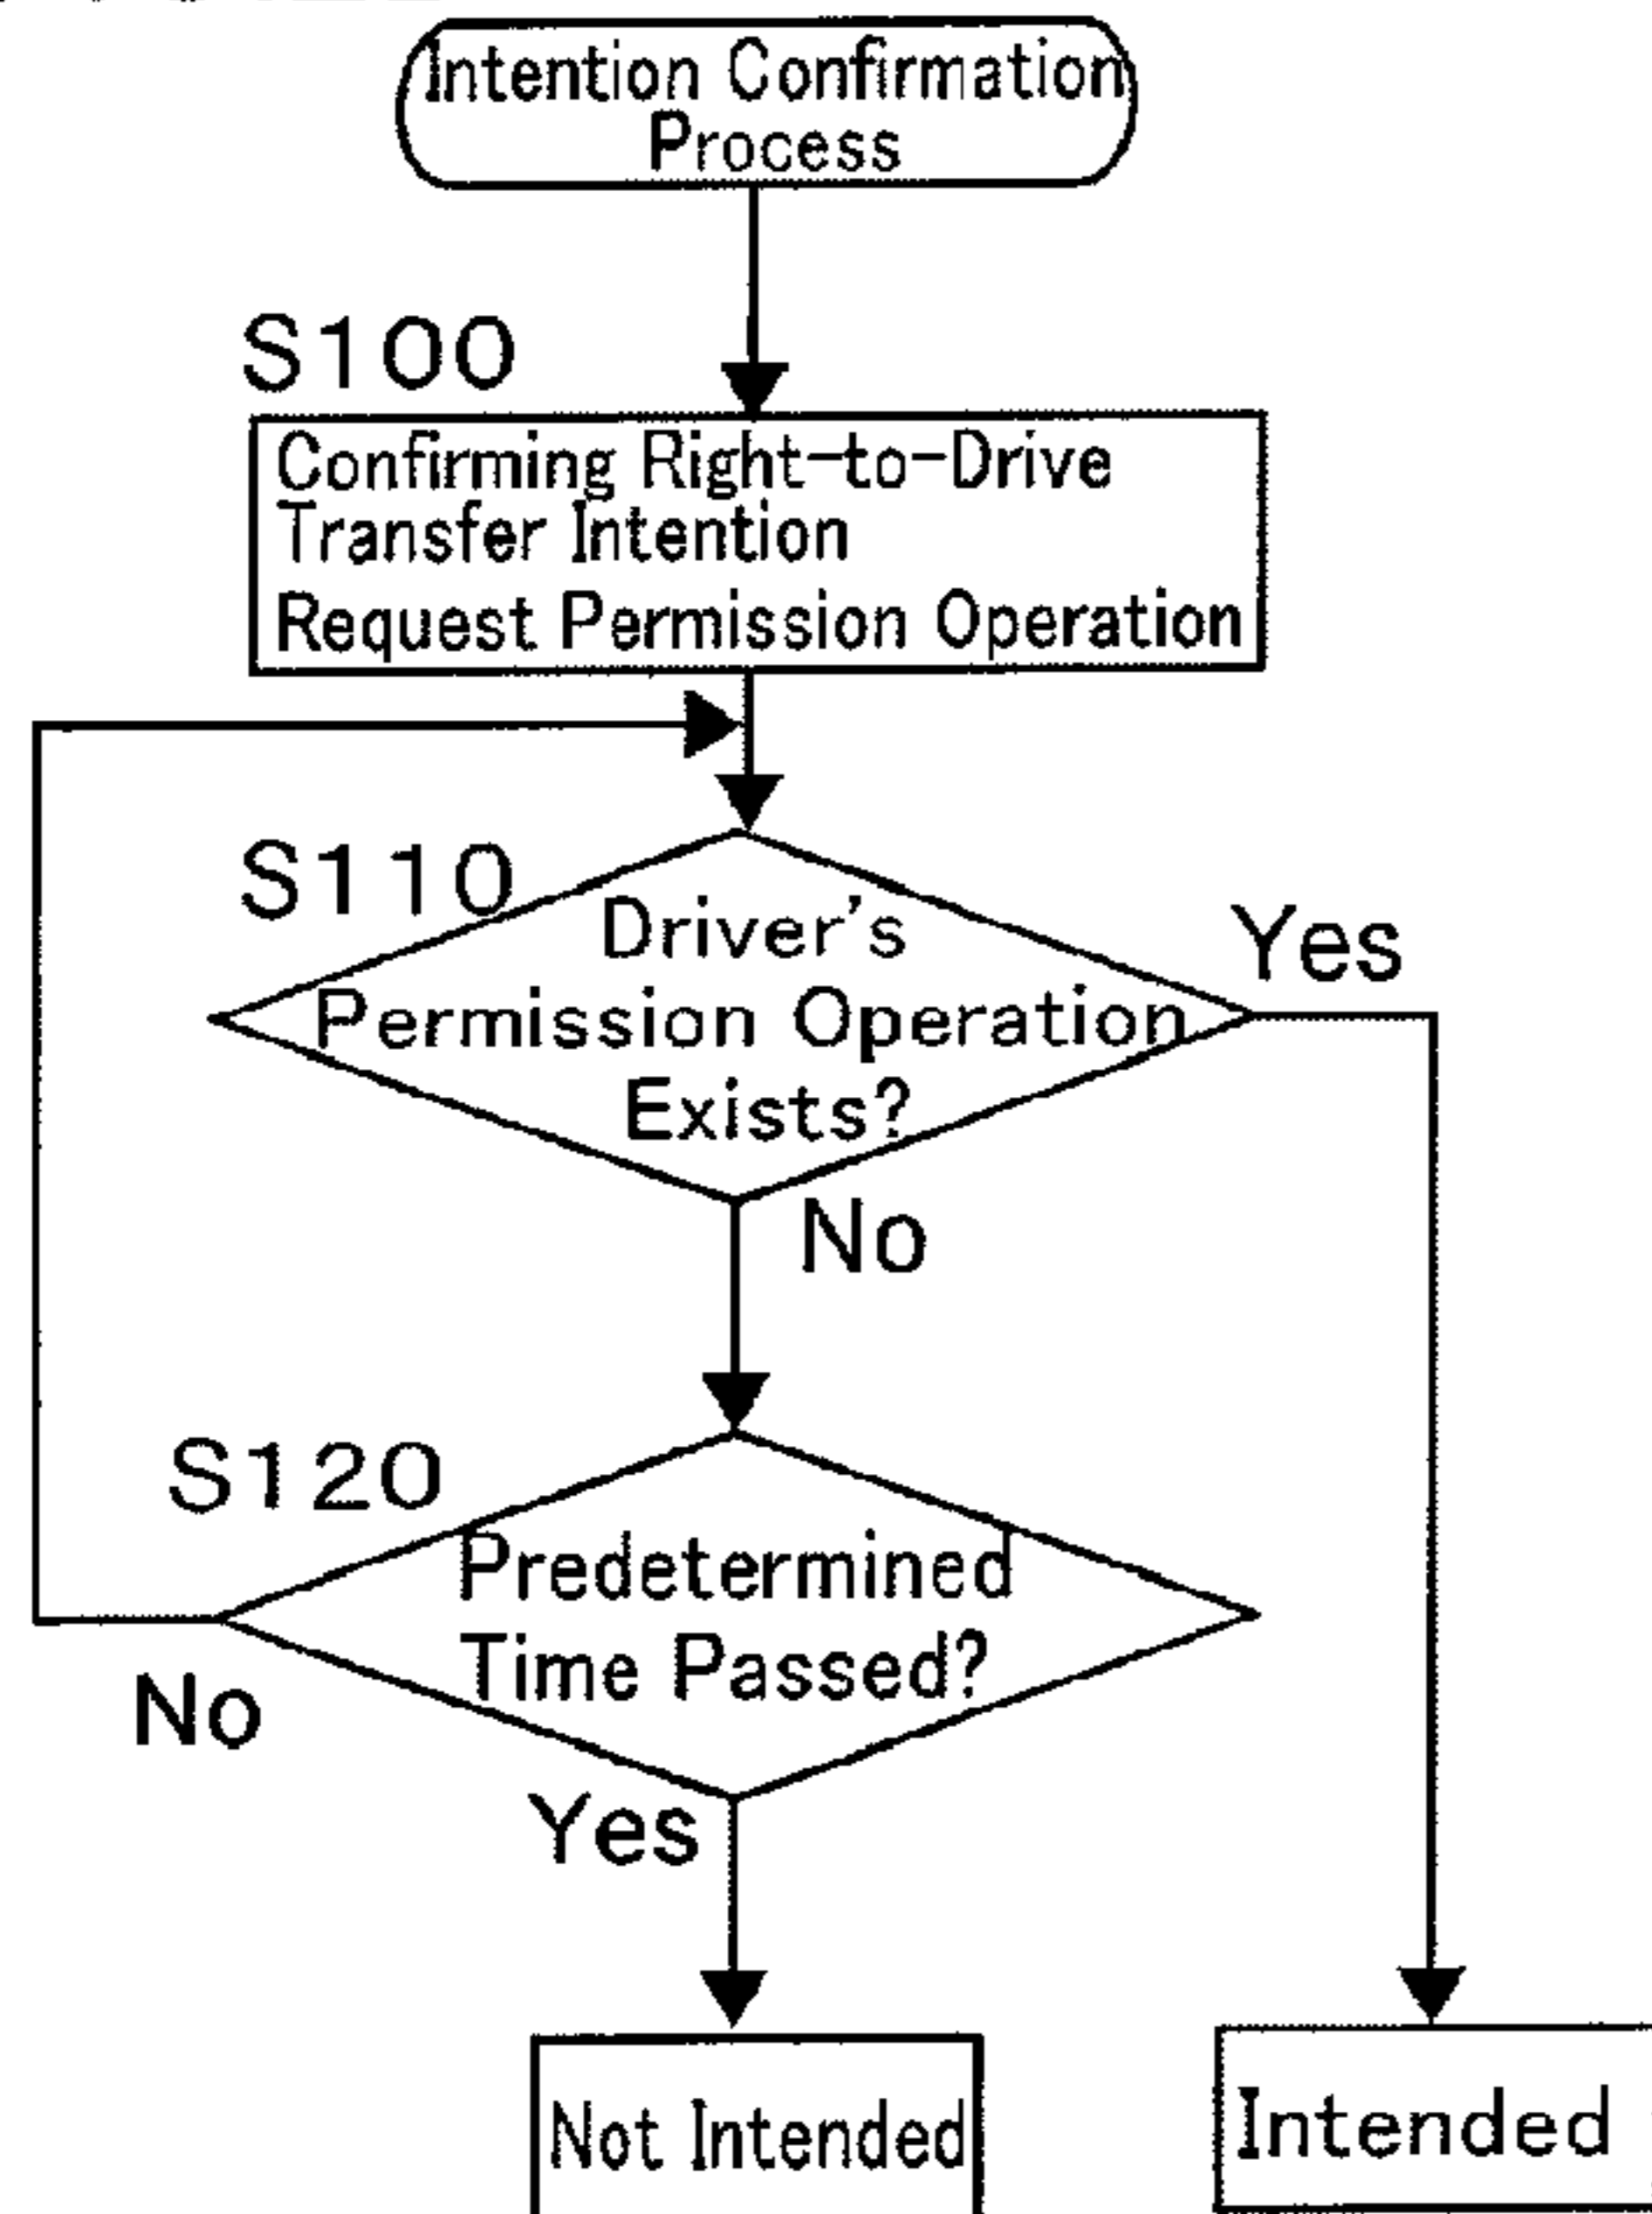 Intention Confirmation
Process
S100
Confirming Right-to-Drive
Transfer Intention
Request Permission Operation
S110
Driver's
Permission Operation
Exists?
Yes
No
S120
Predetermined
Time Passed?
No
Yes
Not Intended
Intended